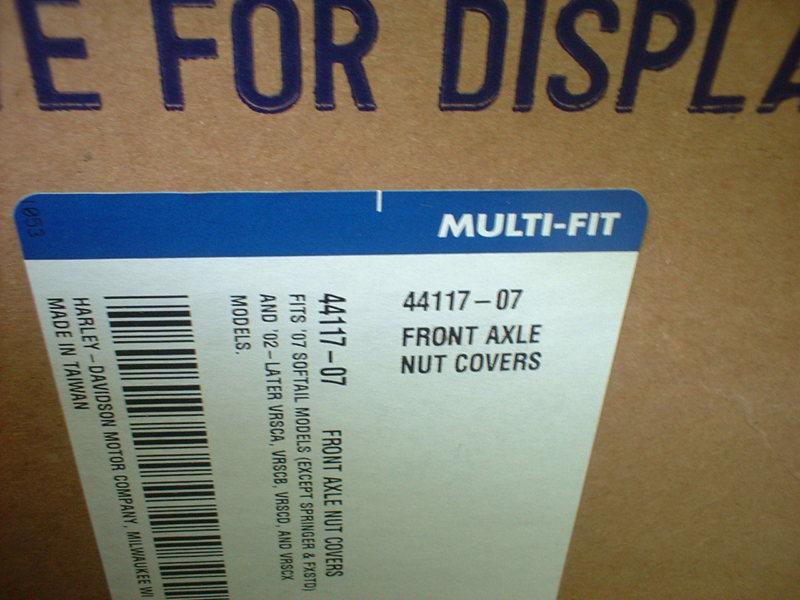 E FOR DISPLA
1053
MULTI-FIT
44117-07
FRONT AXLE
NUT COVERS
44117-07 FRONT AXLE NUT COVERS
FITS '07 SOFTAIL MODELS (EXCEPT SPRINGER & FXSTD)
AND '02-LATER VRSCA, VRSCB, VRSCD, AND VRSCX
MODELS.
HARLEY-DAVIDSON MOTOR COMPANY, MILWAUKEE WI
MADE IN TAIWAN